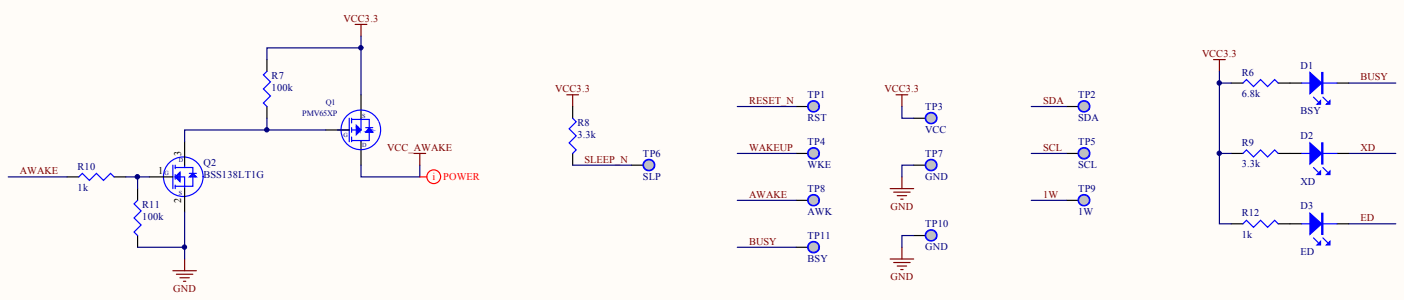 VCC3.3
R7
100k
Q1
PMV65XP
S
G
D
VCC_AWAKE
i
POWER
AWAKE
R10
1k
Q2
BSS138LT1G
3
D
1
G
2
S
R11
100k
GND
VCC3.3
R8
3.3k
SLEEP_N
TP6
SLP
RESET_N
TP1
RST
WAKEUP
TP4
WKE
AWAKE
TP8
AWK
BUSY
TP11
BSY
VCC3.3
TP3
VCC
TP7
GND
GND
TP10
GND
GND
SDA
TP2
SDA
SCL
TP5
SCL
1W
TP9
1W
VCC3.3
R6
6.8k
D1
BSY
BUSY
R9
3.3k
D2
XD
XD
R12
1k
D3
ED
ED